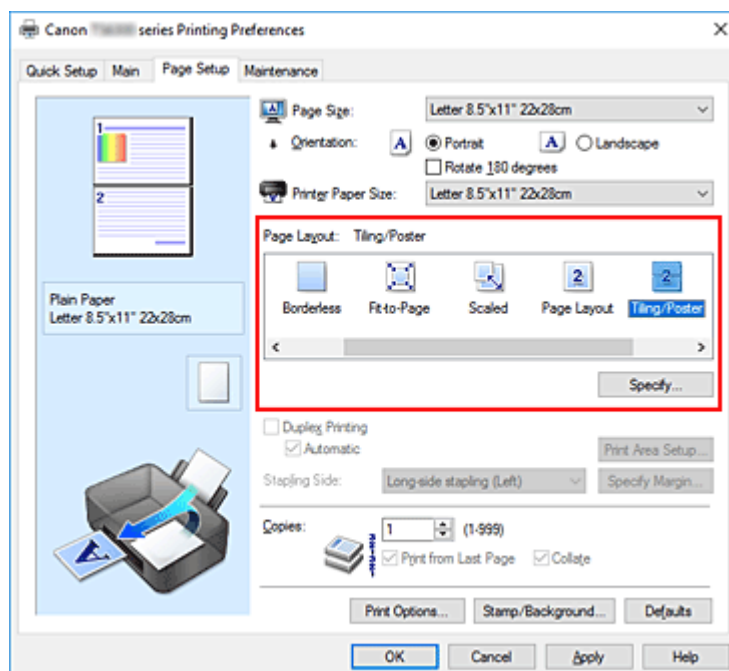 Canon series Printing Preferences
Quick Setup Main Page Setup Maintenance
1
2
Plain Paper
Letter 8.5"x11" 22x28cm
A
Page Size: Letter 8.5"x11" 22x28cm
Orientation: A Portrait A Landscape
Rotate 180 degrees
Printer Paper Size: Letter 8.5"x11" 22x28cm
Page Layout: Tiling/Poster
2 2
Borderless Fit-to-Page Scaled Page Layout Tiling/Poster
Specify...
Duplex Printing
Automatic Print Area Setup...
Stapling Side: Long-side stapling (Left) Specify Margin...
Copies: 1 (1-999)
Print from Last Page Collate
Print Options... Stamp/Background... Defaults
OK Cancel Apply Help